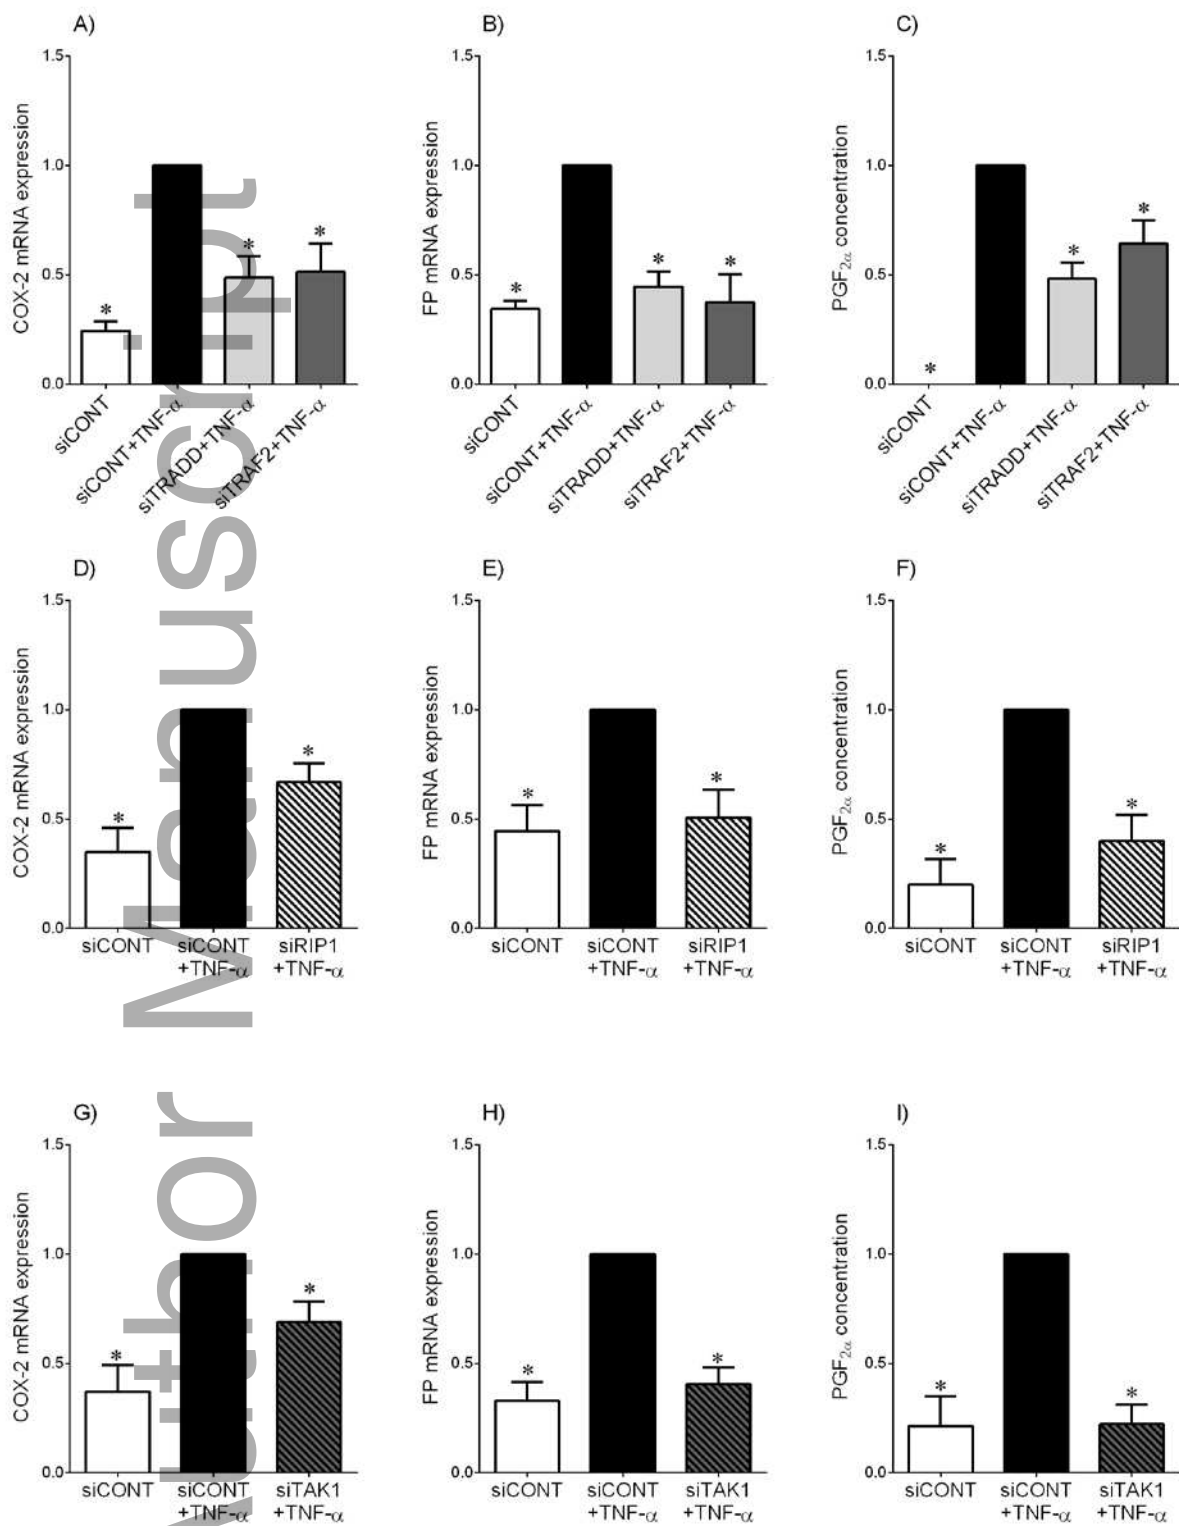 A)
COX-2 mRNA expression
1.5
1.0
0.5
0.0
*
*
*
siCONT
siCONT+TNF-α
siTRADD+TNF-α
siTRAF2+TNF-α
B)
FP mRNA expression
1.5
1.0
0.5
0.0
*
*
*
siCONT
siCONT+TNF-α
siTRADD+TNF-α
siTRAF2+TNF-α
C)
PGF2α concentration
1.5
1.0
0.5
0.0
*
*
*
siCONT
siCONT+TNF-α
siTRADD+TNF-α
siTRAF2+TNF-α
D)
COX-2 mRNA expression
1.5
1.0
0.5
0.0
*
*
siCONT
siCONT
+TNF-α
siRIP1
+TNF-α
E)
FP mRNA expression
1.5
1.0
0.5
0.0
*
*
siCONT
siCONT
+TNF-α
siRIP1
+TNF-α
F)
PGF2α concentration
1.5
1.0
0.5
0.0
*
*
siCONT
siCONT
+TNF-α
siRIP1
+TNF-α
G)
COX-2 mRNA expression
1.5
1.0
0.5
0.0
*
*
siCONT
siCONT
+TNF-α
siTAK1
+TNF-α
H)
FP mRNA expression
1.5
1.0
0.5
0.0
*
*
siCONT
siCONT
+TNF-α
siTAK1
+TNF-α
I)
PGF2α concentration
1.5
1.0
0.5
0.0
*
*
siCONT
siCONT
+TNF-α
siTAK1
+TNF-α
Author Manuscript